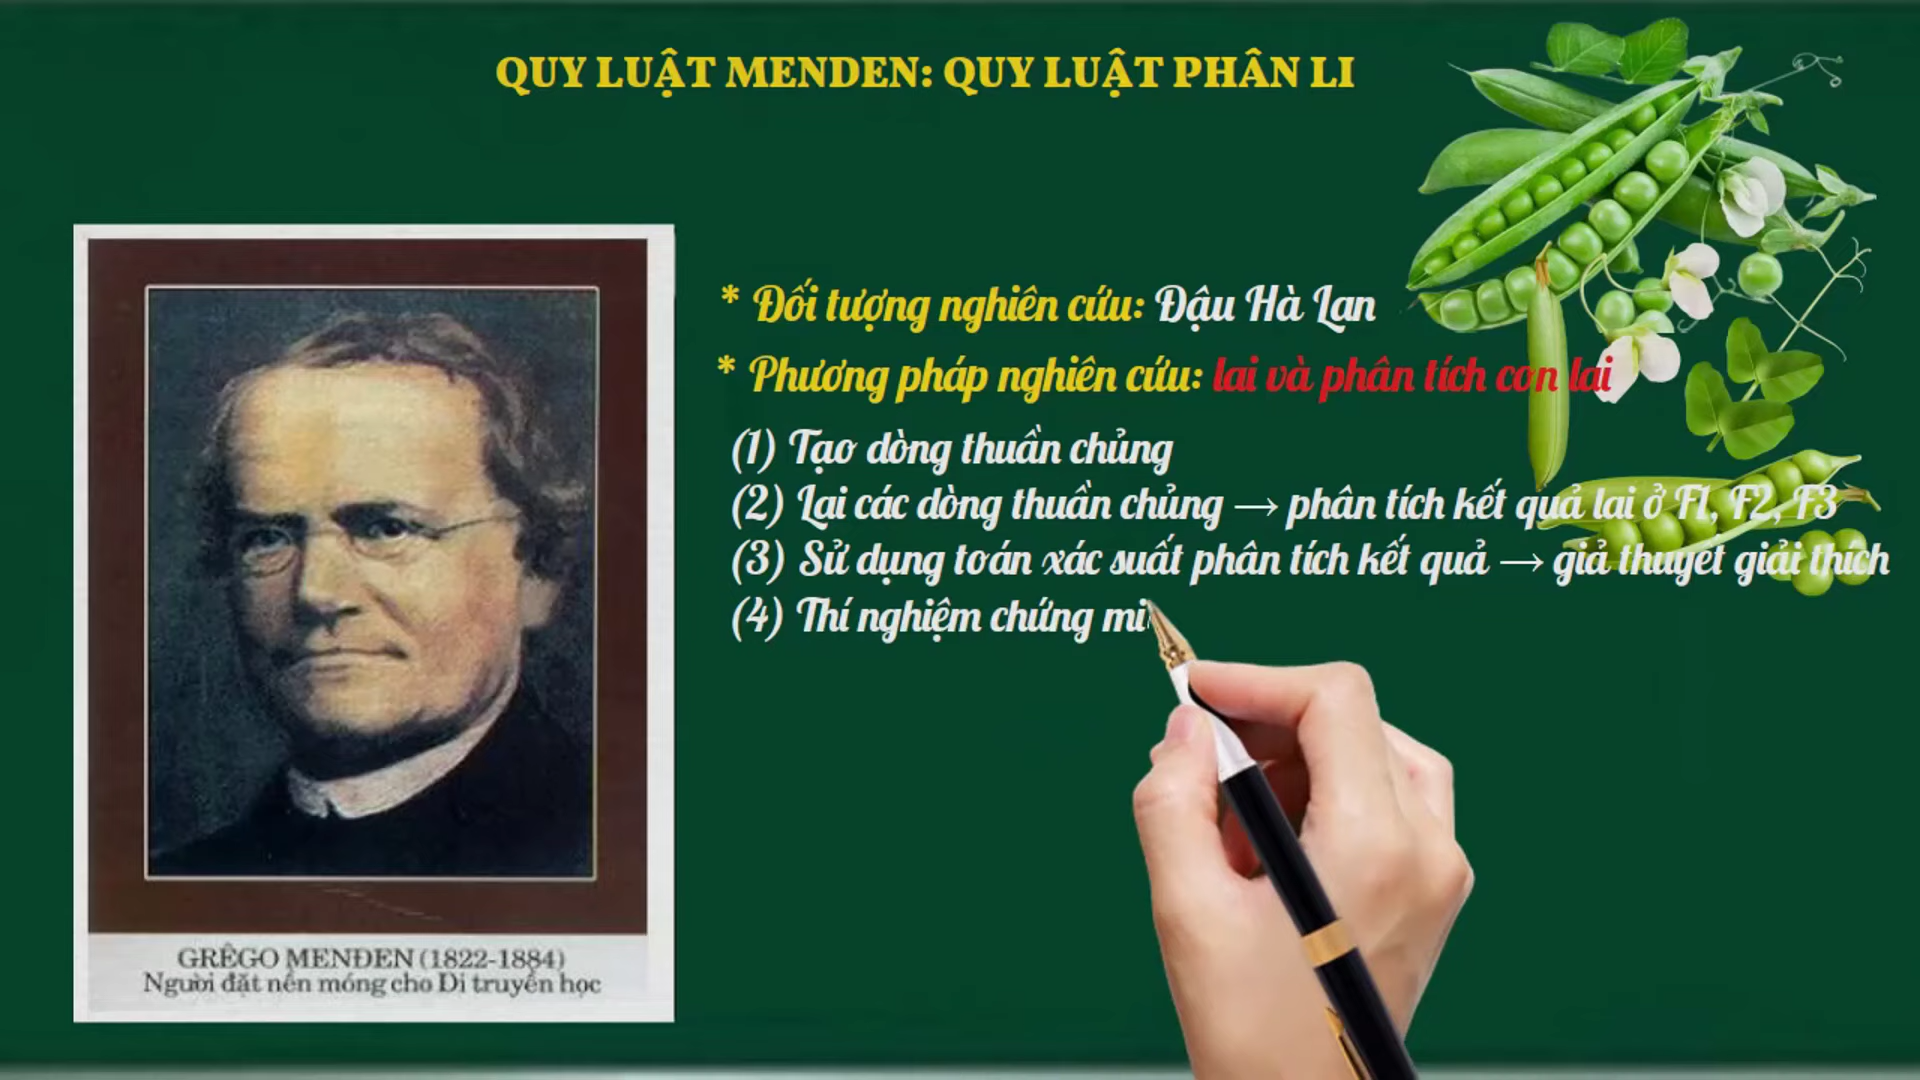 QUY LUẬT MENDEN: QUY LUẬT PHÂN LI
* Đối tượng nghiên cứu: Đậu Hà Lan
* Phương pháp nghiên cứu: lai và phân tích con lai
(1) Tạo dòng thuần chủng
(2) Lai các dòng thuần chủng → phân tích kết quả lai ở F1, F2, F3
(3) Sử dụng toán xác suất phân tích kết quả → giả thuyết giải thích
(4) Thí nghiệm chứng mi
GRÊGO MENĐEN (1822-1884)
Người đặt nền móng cho Di truyền học